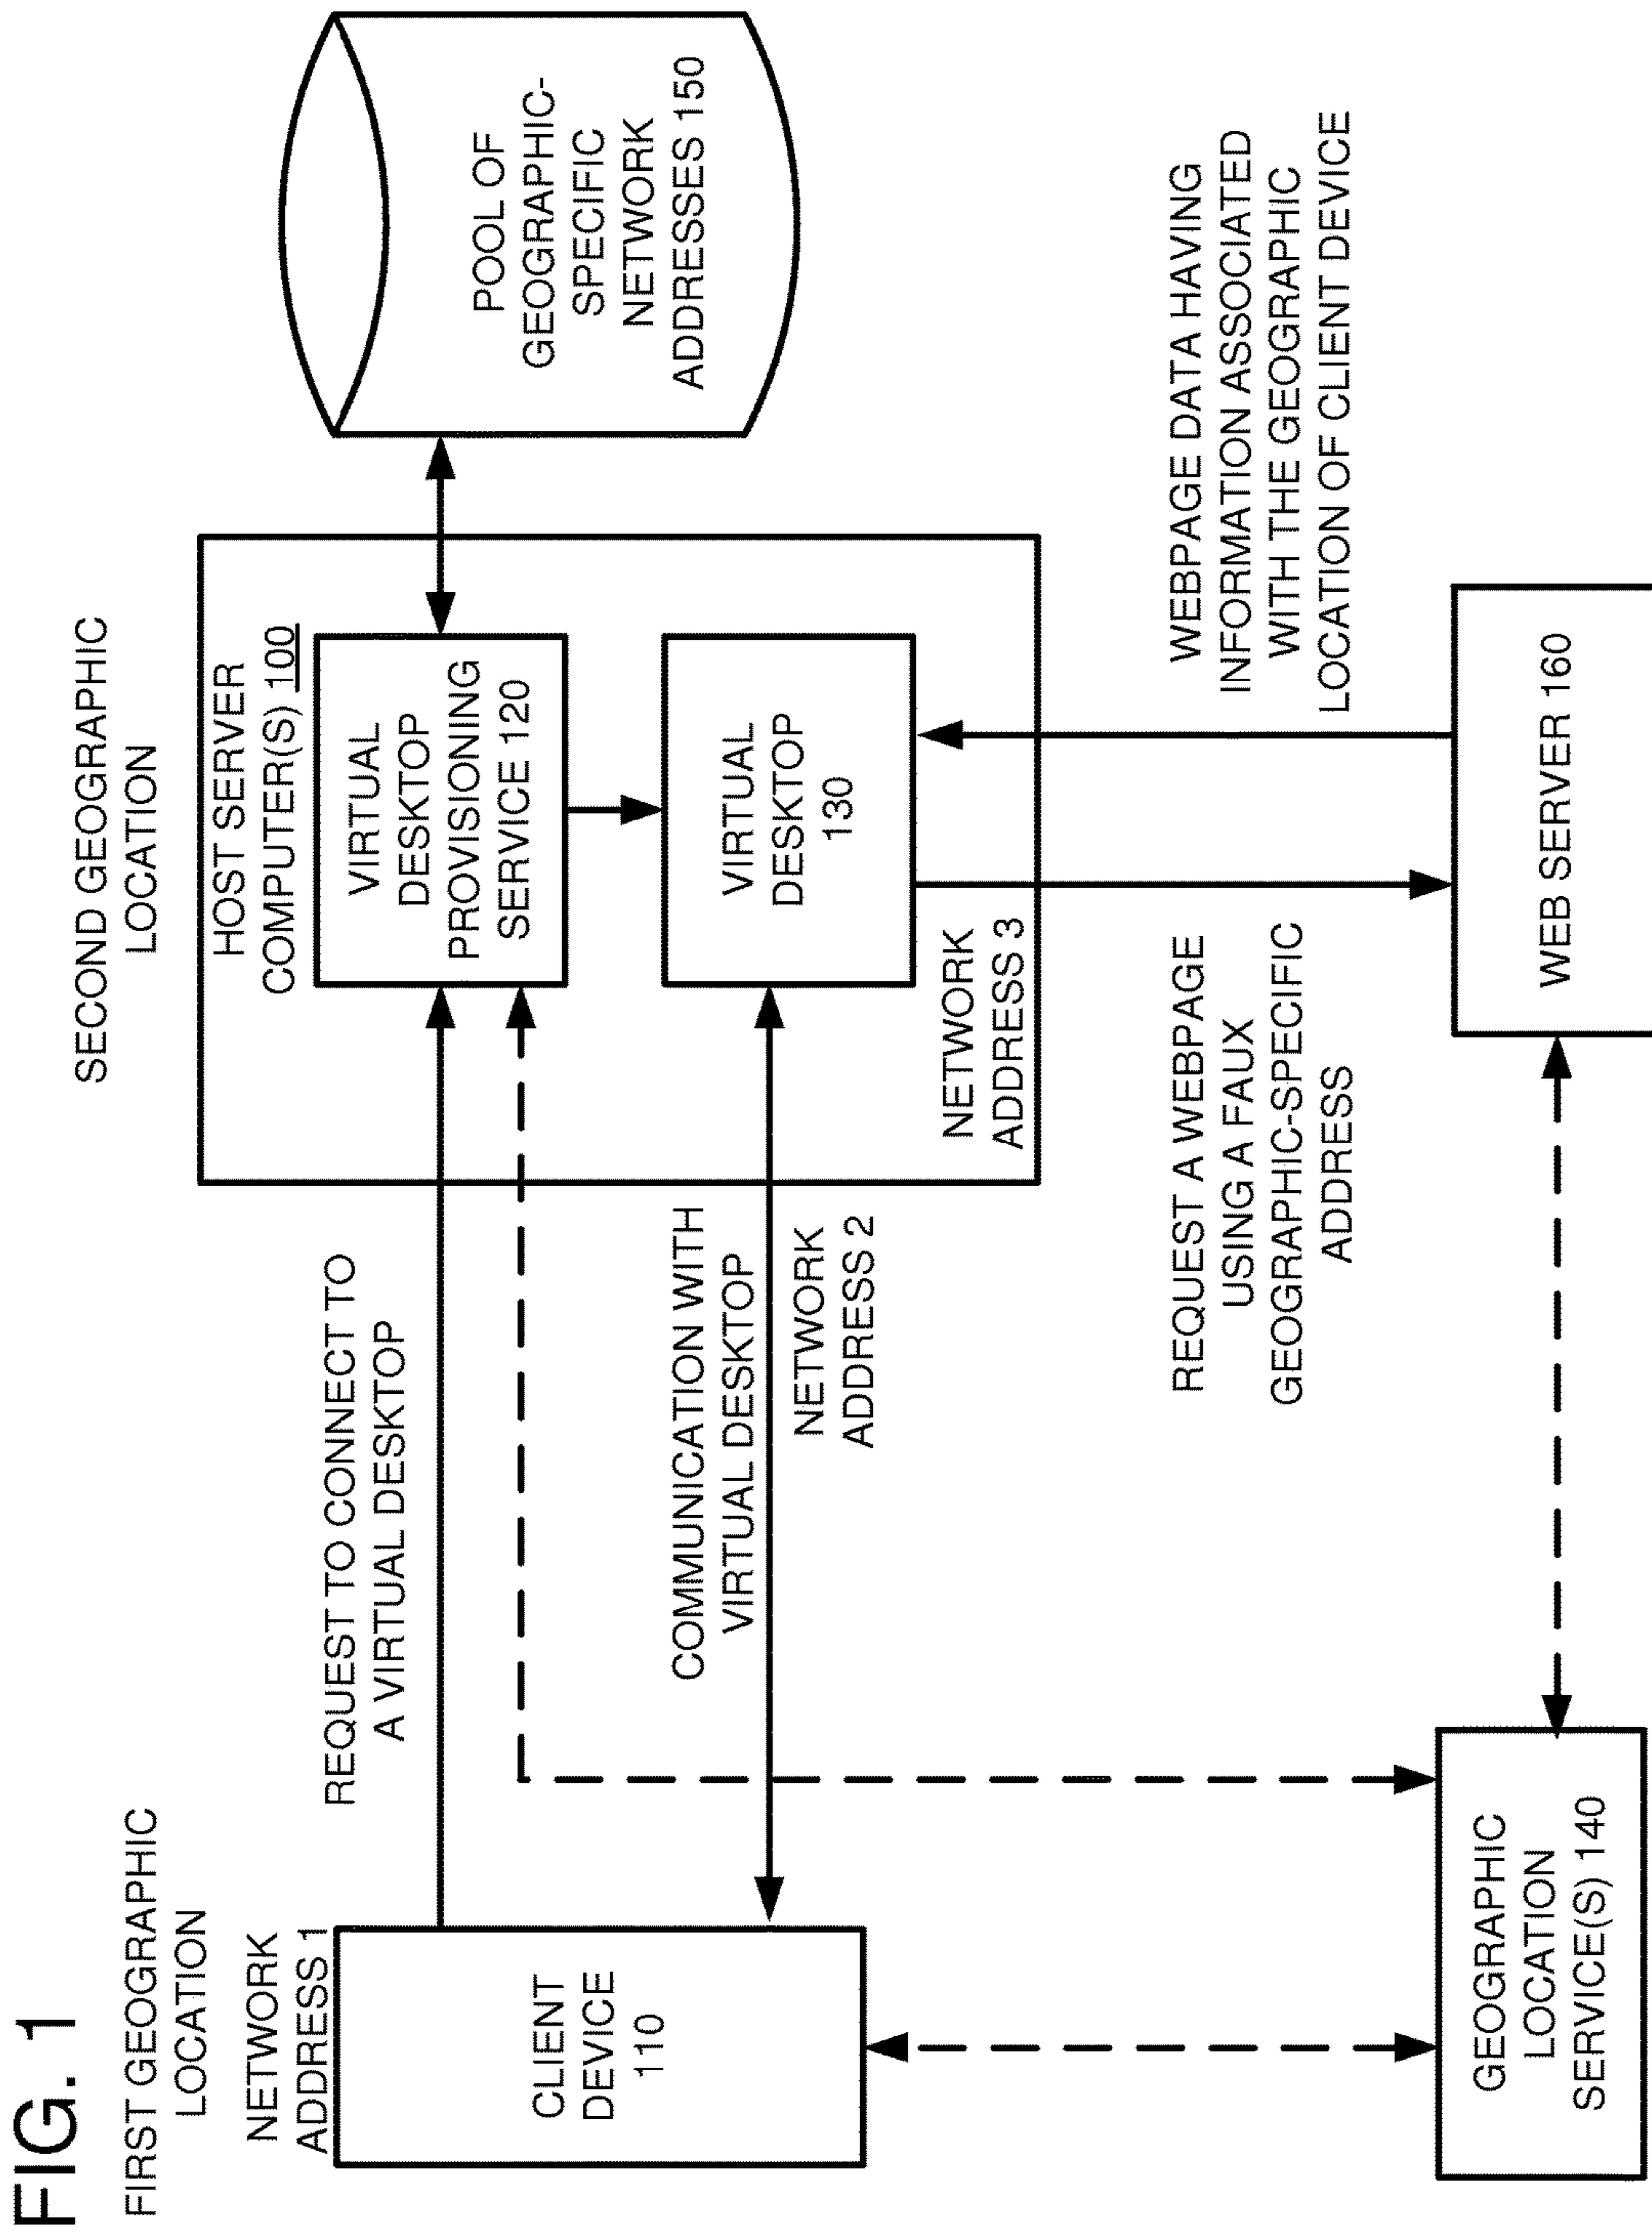 FIG. 1
FIRST GEOGRAPHIC
LOCATION
NETWORK
ADDRESS 1
CLIENT
DEVICE
110
REQUEST TO CONNECT TO
A VIRTUAL DESKTOP
COMMUNICATION WITH
VIRTUAL DESKTOP
NETWORK
ADDRESS 2
SECOND GEOGRAPHIC
LOCATION
HOST SERVER
COMPUTER(S) 100
VIRTUAL
DESKTOP
PROVISIONING
SERVICE 120
VIRTUAL
DESKTOP
130
NETWORK
ADDRESS 3
POOL OF
GEOGRAPHIC-
SPECIFIC
NETWORK
ADDRESSES 150
REQUEST A WEBPAGE
USING A FAUX
GEOGRAPHIC-SPECIFIC
ADDRESS
WEBPAGE DATA HAVING
INFORMATION ASSOCIATED
WITH THE GEOGRAPHIC
LOCATION OF CLIENT DEVICE
GEOGRAPHIC
LOCATION
SERVICE(S) 140
WEB SERVER 160